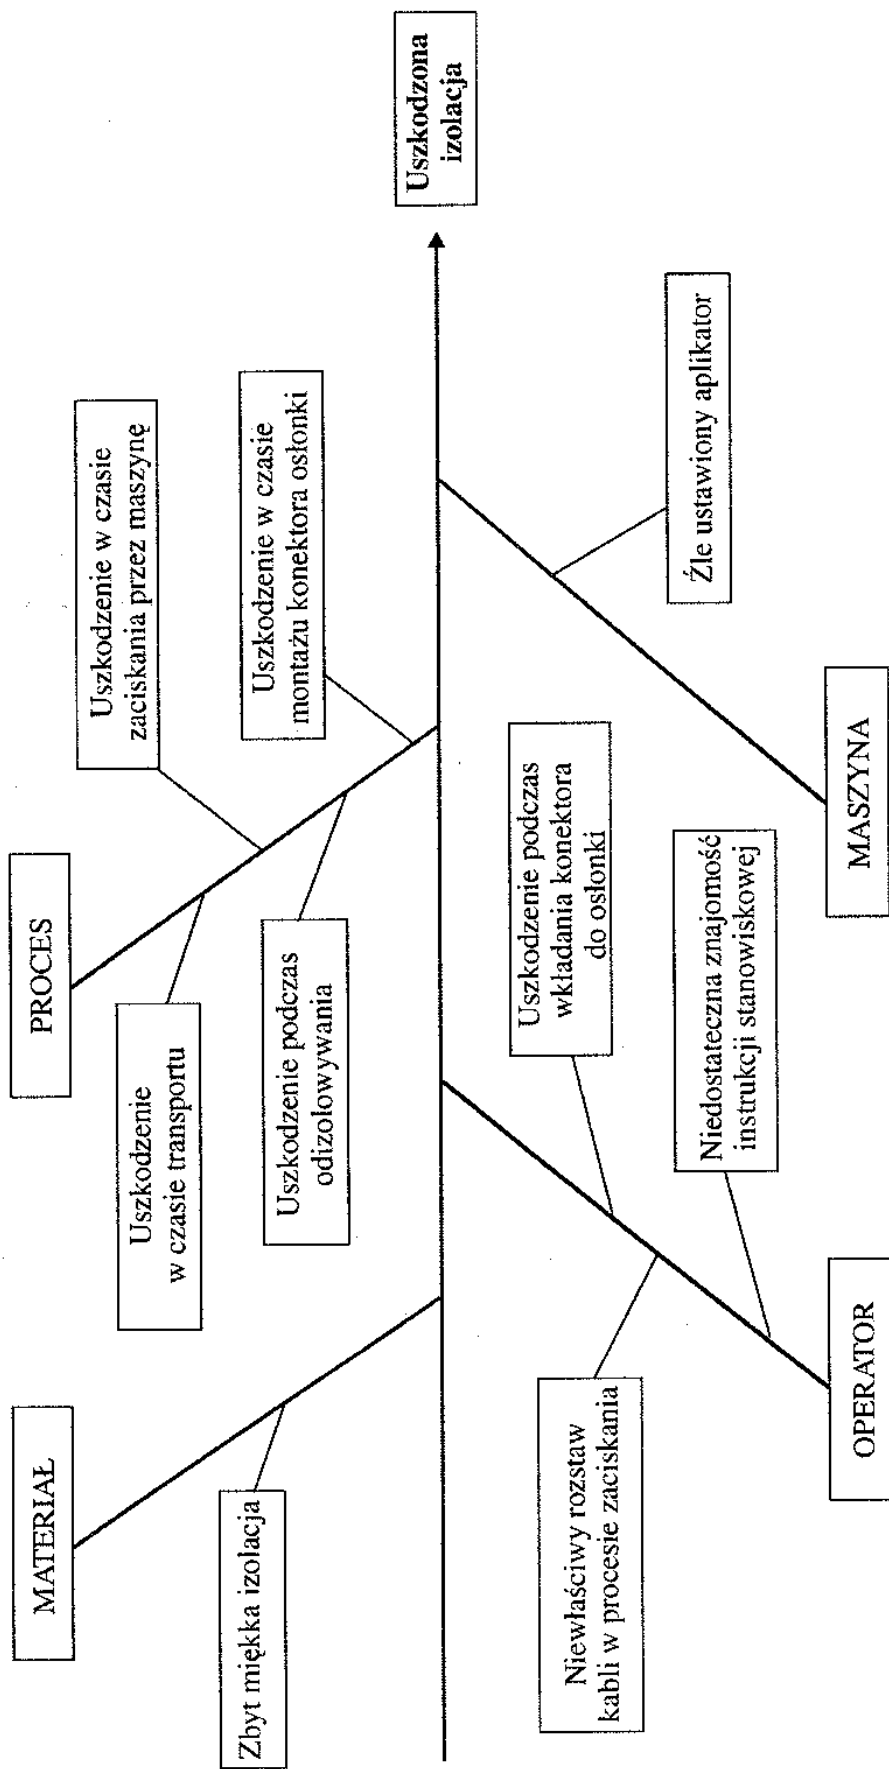 MATERIAŁ
Zbyt miękka izolacja
PROCES
Uszkodzenie
w czasie transportu
Uszkodzenie w czasie
zaciskania przez maszynę
Uszkodzenie podczas
odizolowywania
Uszkodzenie w czasie
montażu konektora osłonki
Uszkodzona
izolacja
Niewłaściwy rozstaw
kabli w procesie zaciskania
Uszkodzenie podczas
wkładania konektora
do osłonki
Niedostateczna znajomość
instrukcji stanowiskowej
OPERATOR
Źle ustawiony aplikator
MASZYNA